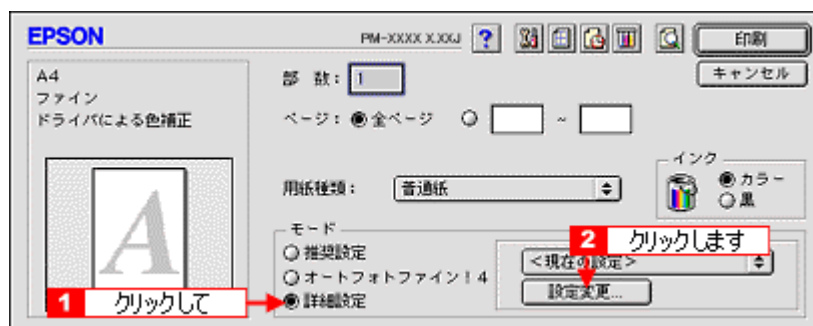 EPSON
PM-XXXX X.XXJ
?
印刷
キャンセル
A4
ファイン
ドライバによる色補正
A
部 数: 1
ページ: 全ページ ~
用紙種類: 普通紙
インク
カラー
黒
モード
推奨設定
オートフォトファイン!4
詳細設定
<現在の設定>
設定変更...
1 クリックして
2 クリックします